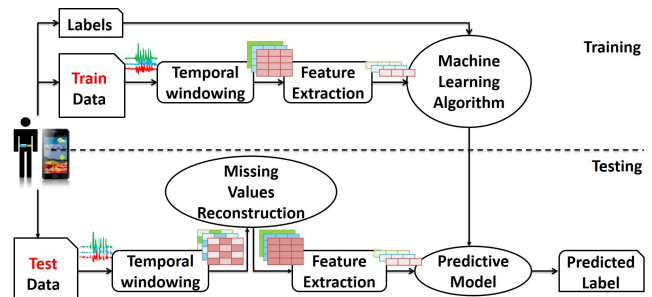 Labels
Training
Train
Data
Temporal
windowing
Feature
Extraction
Machine
Learning
Algorithm
Testing
Missing
Values
Reconstruction
Test
Data
Temporal
windowing
Feature
Extraction
Predictive
Model
Predicted
Label